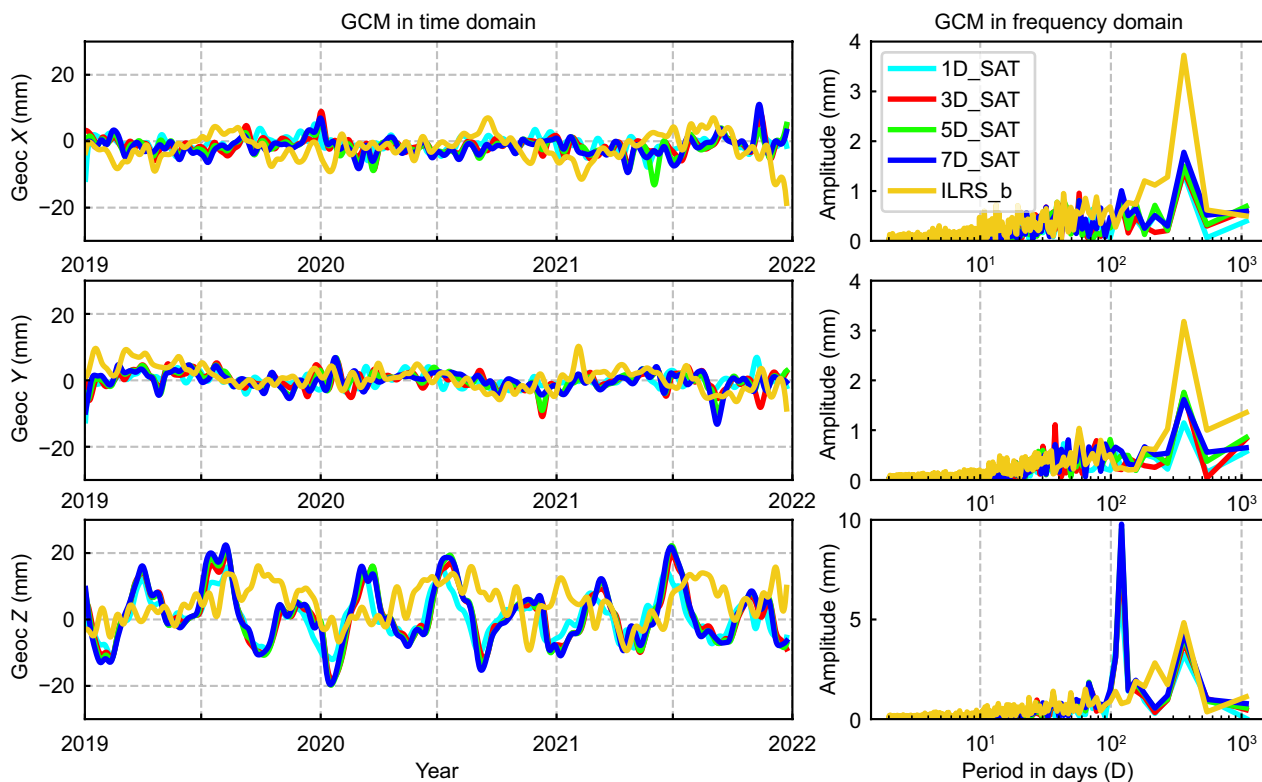 GCM in time domain
GCM in frequency domain
Geoc X (mm)
20
0
−20
2019
2020
2021
2022
Amplitude (mm)
4
3
2
1
0
10¹
10²
10³
1D_SAT
3D_SAT
5D_SAT
7D_SAT
ILRS_b
Geoc Y (mm)
20
0
−20
2019
2020
2021
2022
Amplitude (mm)
4
3
2
1
0
10¹
10²
10³
Geoc Z (mm)
20
0
−20
2019
2020
2021
2022
Year
Amplitude (mm)
10
5
0
10¹
10²
10³
Period in days (D)